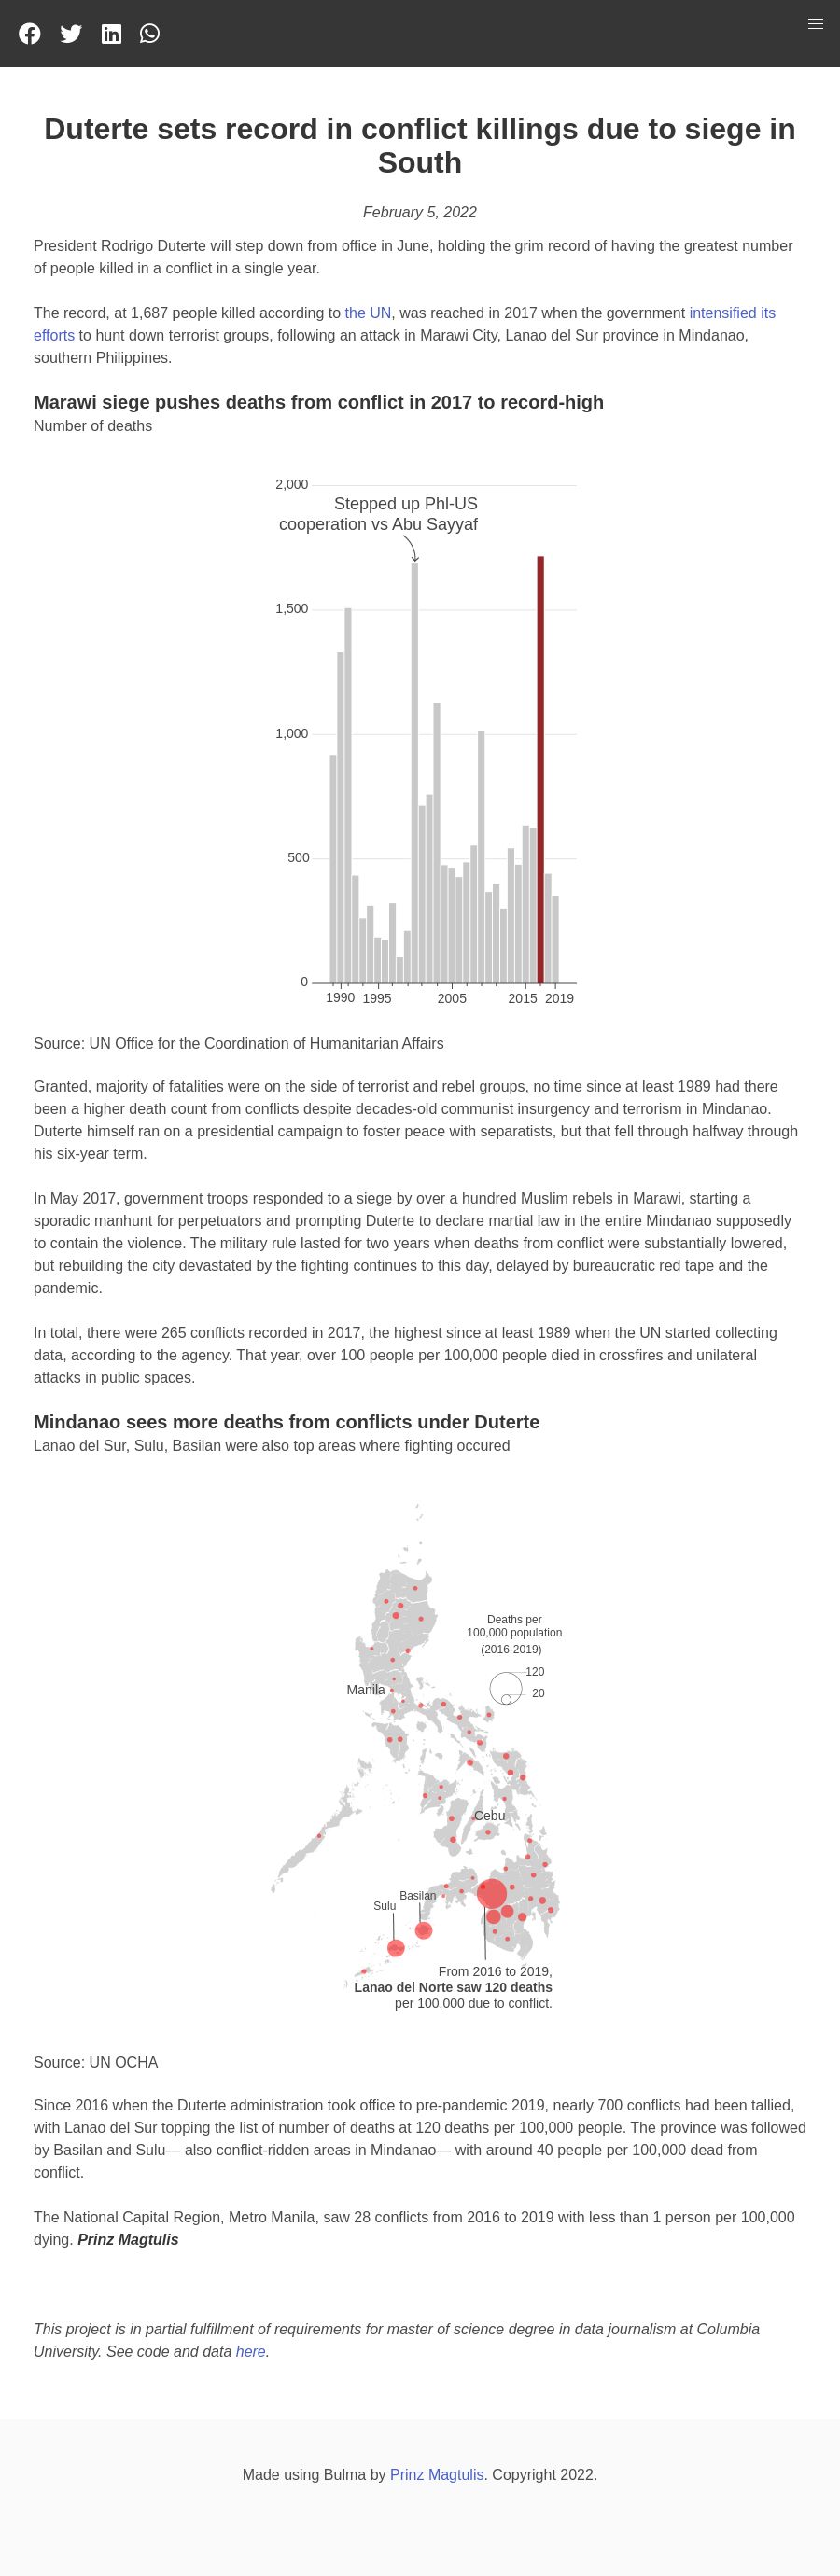 Duterte sets record in conflict killings due to siege in
South
February 5, 2022
President Rodrigo Duterte will step down from office in June, holding the grim record of having the greatest number
of people killed in a conflict in a single year.
The record, at 1,687 people killed according to the UN, was reached in 2017 when the government intensified its
efforts to hunt down terrorist groups, following an attack in Marawi City, Lanao del Sur province in Mindanao,
southern Philippines.
Marawi siege pushes deaths from conflict in 2017 to record-high
Number of deaths
2,000
Stepped up Phl-US
cooperation vs Abu Sayyaf
1,500
1,000
500
0
1990 1995 2005 2015 2019
Source: UN Office for the Coordination of Humanitarian Affairs
Granted, majority of fatalities were on the side of terrorist and rebel groups, no time since at least 1989 had there
been a higher death count from conflicts despite decades-old communist insurgency and terrorism in Mindanao.
Duterte himself ran on a presidential campaign to foster peace with separatists, but that fell through halfway through
his six-year term.
In May 2017, government troops responded to a siege by over a hundred Muslim rebels in Marawi, starting a
sporadic manhunt for perpetuators and prompting Duterte to declare martial law in the entire Mindanao supposedly
to contain the violence. The military rule lasted for two years when deaths from conflict were substantially lowered,
but rebuilding the city devastated by the fighting continues to this day, delayed by bureaucratic red tape and the
pandemic.
In total, there were 265 conflicts recorded in 2017, the highest since at least 1989 when the UN started collecting
data, according to the agency. That year, over 100 people per 100,000 people died in crossfires and unilateral
attacks in public spaces.
Mindanao sees more deaths from conflicts under Duterte
Lanao del Sur, Sulu, Basilan were also top areas where fighting occured
Deaths per
100,000 population
(2016-2019)
120
20
Manila
Cebu
Basilan
Sulu
From 2016 to 2019,
Lanao del Norte saw 120 deaths
per 100,000 due to conflict.
Source: UN OCHA
Since 2016 when the Duterte administration took office to pre-pandemic 2019, nearly 700 conflicts had been tallied,
with Lanao del Sur topping the list of number of deaths at 120 deaths per 100,000 people. The province was followed
by Basilan and Sulu— also conflict-ridden areas in Mindanao— with around 40 people per 100,000 dead from
conflict.
The National Capital Region, Metro Manila, saw 28 conflicts from 2016 to 2019 with less than 1 person per 100,000
dying. Prinz Magtulis
This project is in partial fulfillment of requirements for master of science degree in data journalism at Columbia
University. See code and data here.
Made using Bulma by Prinz Magtulis. Copyright 2022.